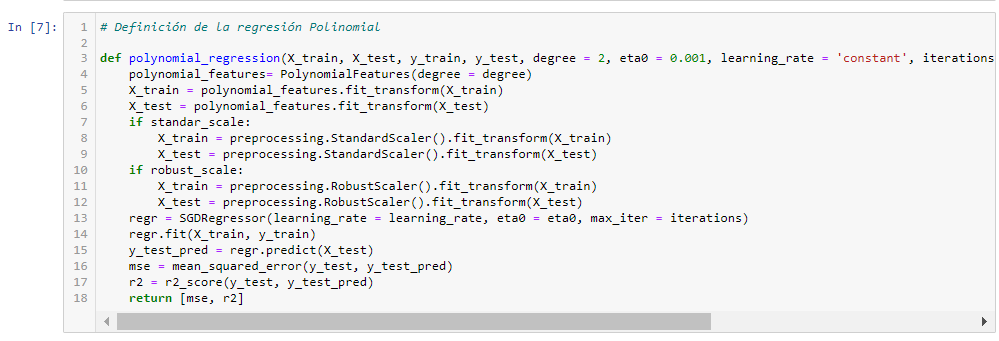 In [7]:
1 # Definición de la regresión Polinomial
2
3 def polynomial_regression(X_train, X_test, y_train, y_test, degree = 2, eta0 = 0.001, learning_rate = 'constant', iterations
4     polynomial_features= PolynomialFeatures(degree = degree)
5     X_train = polynomial_features.fit_transform(X_train)
6     X_test = polynomial_features.fit_transform(X_test)
7     if standar_scale:
8         X_train = preprocessing.StandardScaler().fit_transform(X_train)
9         X_test = preprocessing.StandardScaler().fit_transform(X_test)
10     if robust_scale:
11         X_train = preprocessing.RobustScaler().fit_transform(X_train)
12         X_test = preprocessing.RobustScaler().fit_transform(X_test)
13     regr = SGDRegressor(learning_rate = learning_rate, eta0 = eta0, max_iter = iterations)
14     regr.fit(X_train, y_train)
15     y_test_pred = regr.predict(X_test)
16     mse = mean_squared_error(y_test, y_test_pred)
17     r2 = r2_score(y_test, y_test_pred)
18     return [mse, r2]